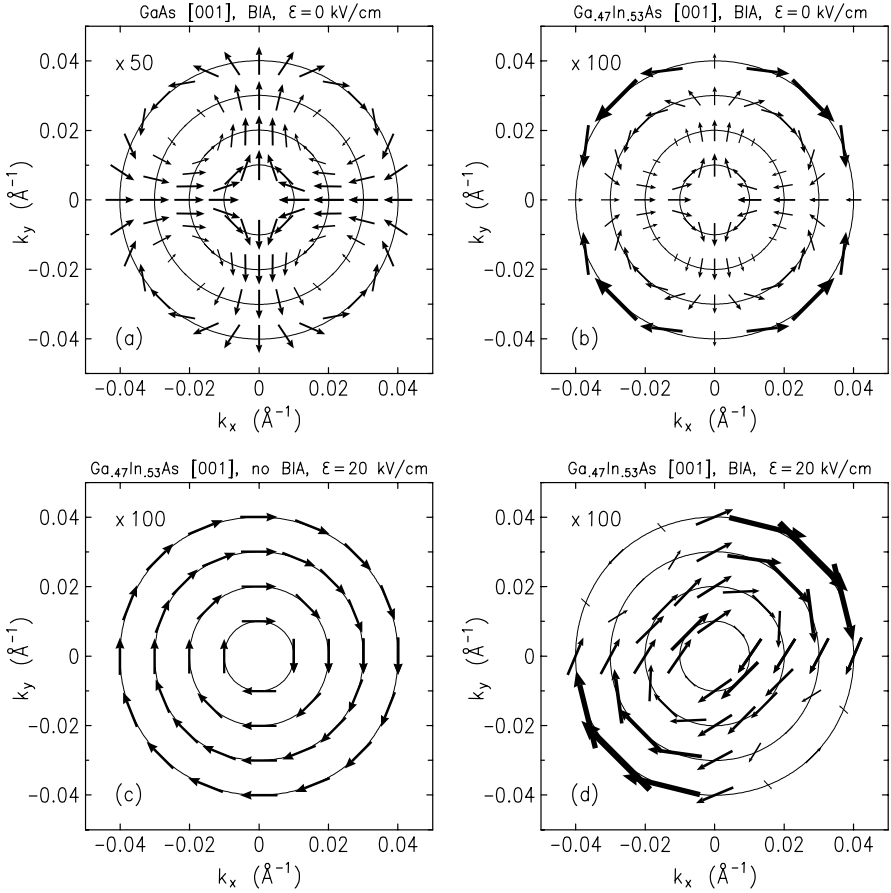 GaAs [001], BIA, Ɛ=0 kV/cm
x 50
0.04
0.02
0
−0.02
−0.04
k_y (Å⁻¹)
(a)
−0.04 −0.02 0 0.02 0.04
k_x (Å⁻¹)
Ga.47In.53As [001], BIA, Ɛ=0 kV/cm
x 100
0.04
0.02
0
−0.02
−0.04
k_y (Å⁻¹)
(b)
−0.04 −0.02 0 0.02 0.04
k_x (Å⁻¹)
Ga.47In.53As [001], no BIA, Ɛ=20 kV/cm
x 100
0.04
0.02
0
−0.02
−0.04
k_y (Å⁻¹)
(c)
−0.04 −0.02 0 0.02 0.04
k_x (Å⁻¹)
Ga.47In.53As [001], BIA, Ɛ=20 kV/cm
x 100
0.04
0.02
0
−0.02
−0.04
k_y (Å⁻¹)
(d)
−0.04 −0.02 0 0.02 0.04
k_x (Å⁻¹)